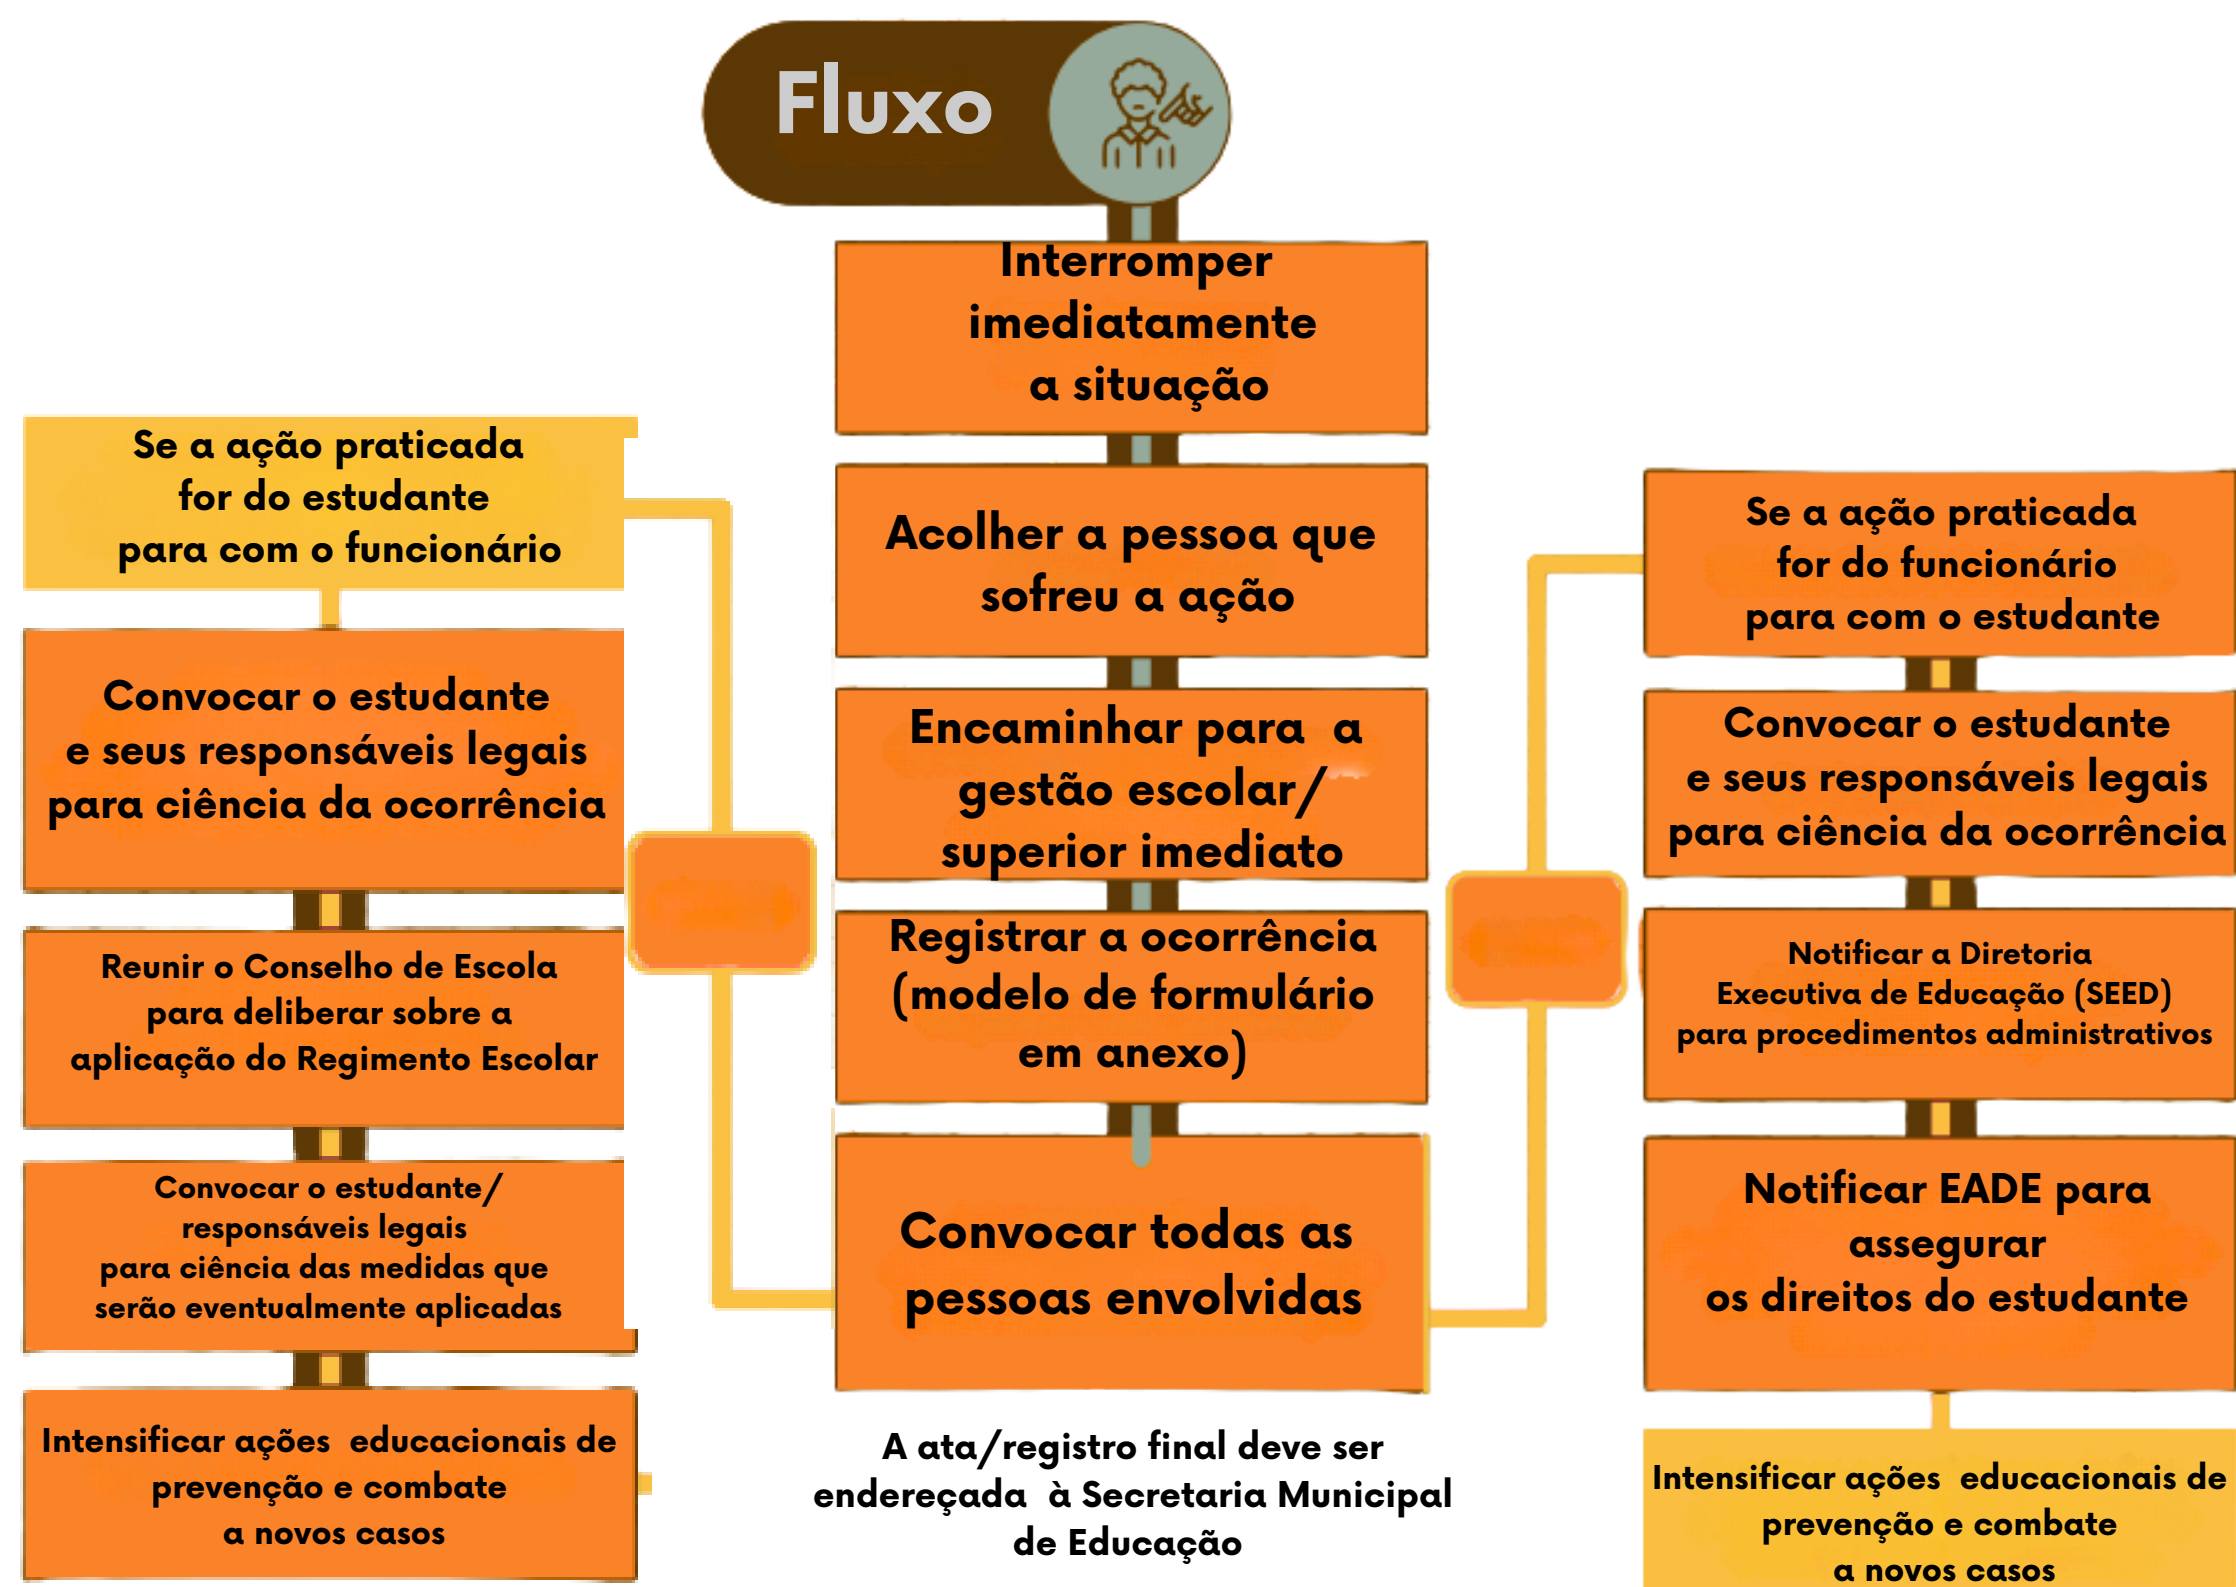 Fluxo
Interromper
imediatamente
a situação
Acolher a pessoa que
sofreu a ação
Encaminhar para a
gestão escolar/
superior imediato
Registrar a ocorrência
(modelo de formulário
em anexo)
Convocar todas as
pessoas envolvidas
A ata/registro final deve ser
endereçada à Secretaria Municipal
de Educação
Se a ação praticada
for do estudante
para com o funcionário
Convocar o estudante
e seus responsáveis legais
para ciência da ocorrência
Reunir o Conselho de Escola
para deliberar sobre a
aplicação do Regimento Escolar
Convocar o estudante/
responsáveis legais
para ciência das medidas que
serão eventualmente aplicadas
Intensificar ações educacionais de
prevenção e combate
a novos casos
Se a ação praticada
for do funcionário
para com o estudante
Convocar o estudante
e seus responsáveis legais
para ciência da ocorrência
Notificar a Diretoria
Executiva de Educação (SEED)
para procedimentos administrativos
Notificar EADE para
assegurar
os direitos do estudante
Intensificar ações educacionais de
prevenção e combate
a novos casos